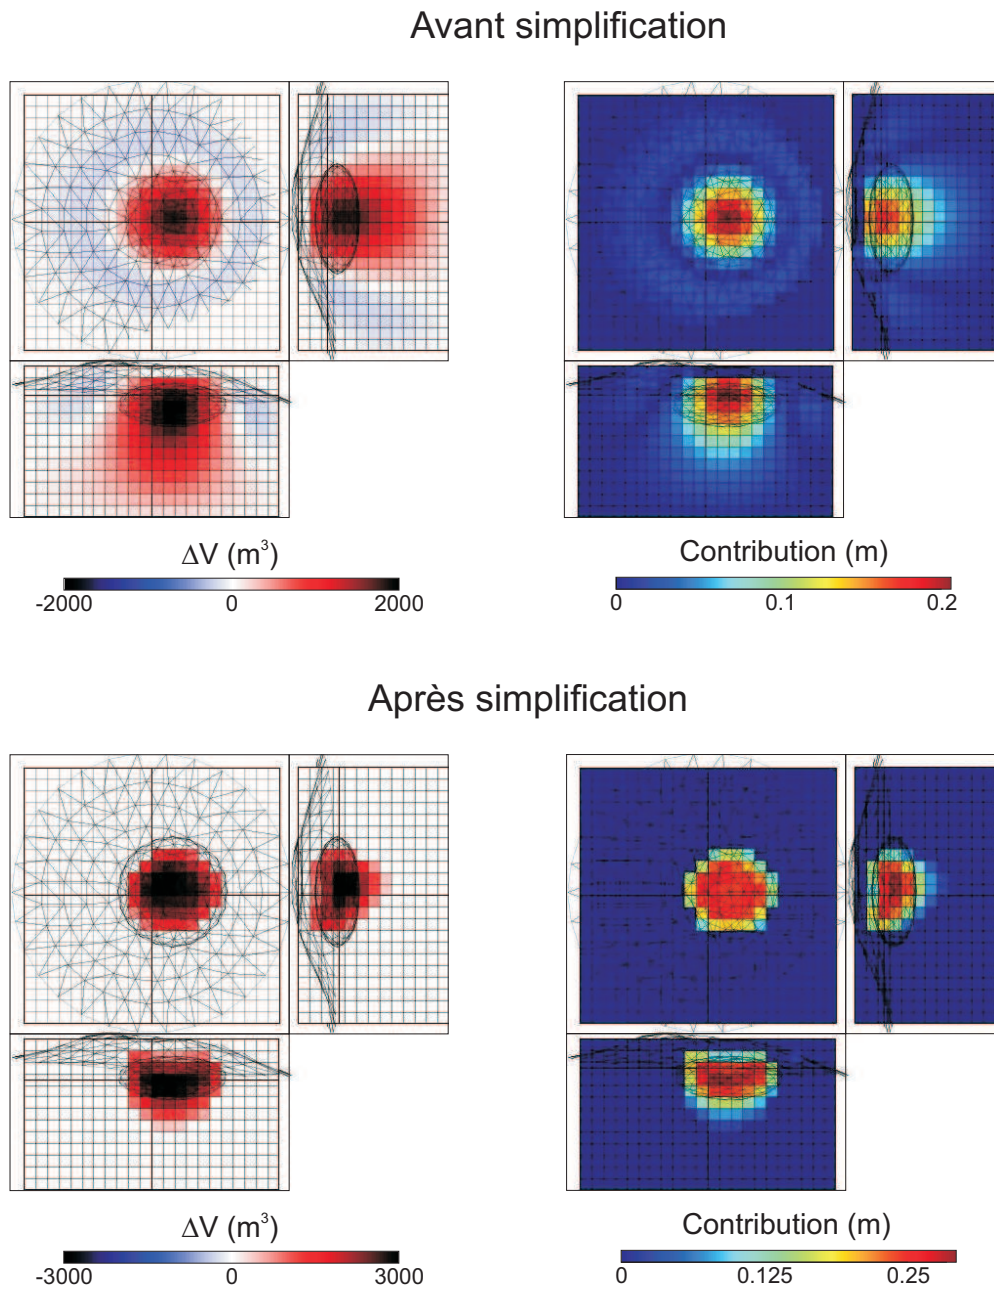 Avant simplification
ΔV (m³)
-2000 0 2000
Contribution (m)
0 0.1 0.2
Après simplification
ΔV (m³)
-3000 0 3000
Contribution (m)
0 0.125 0.25